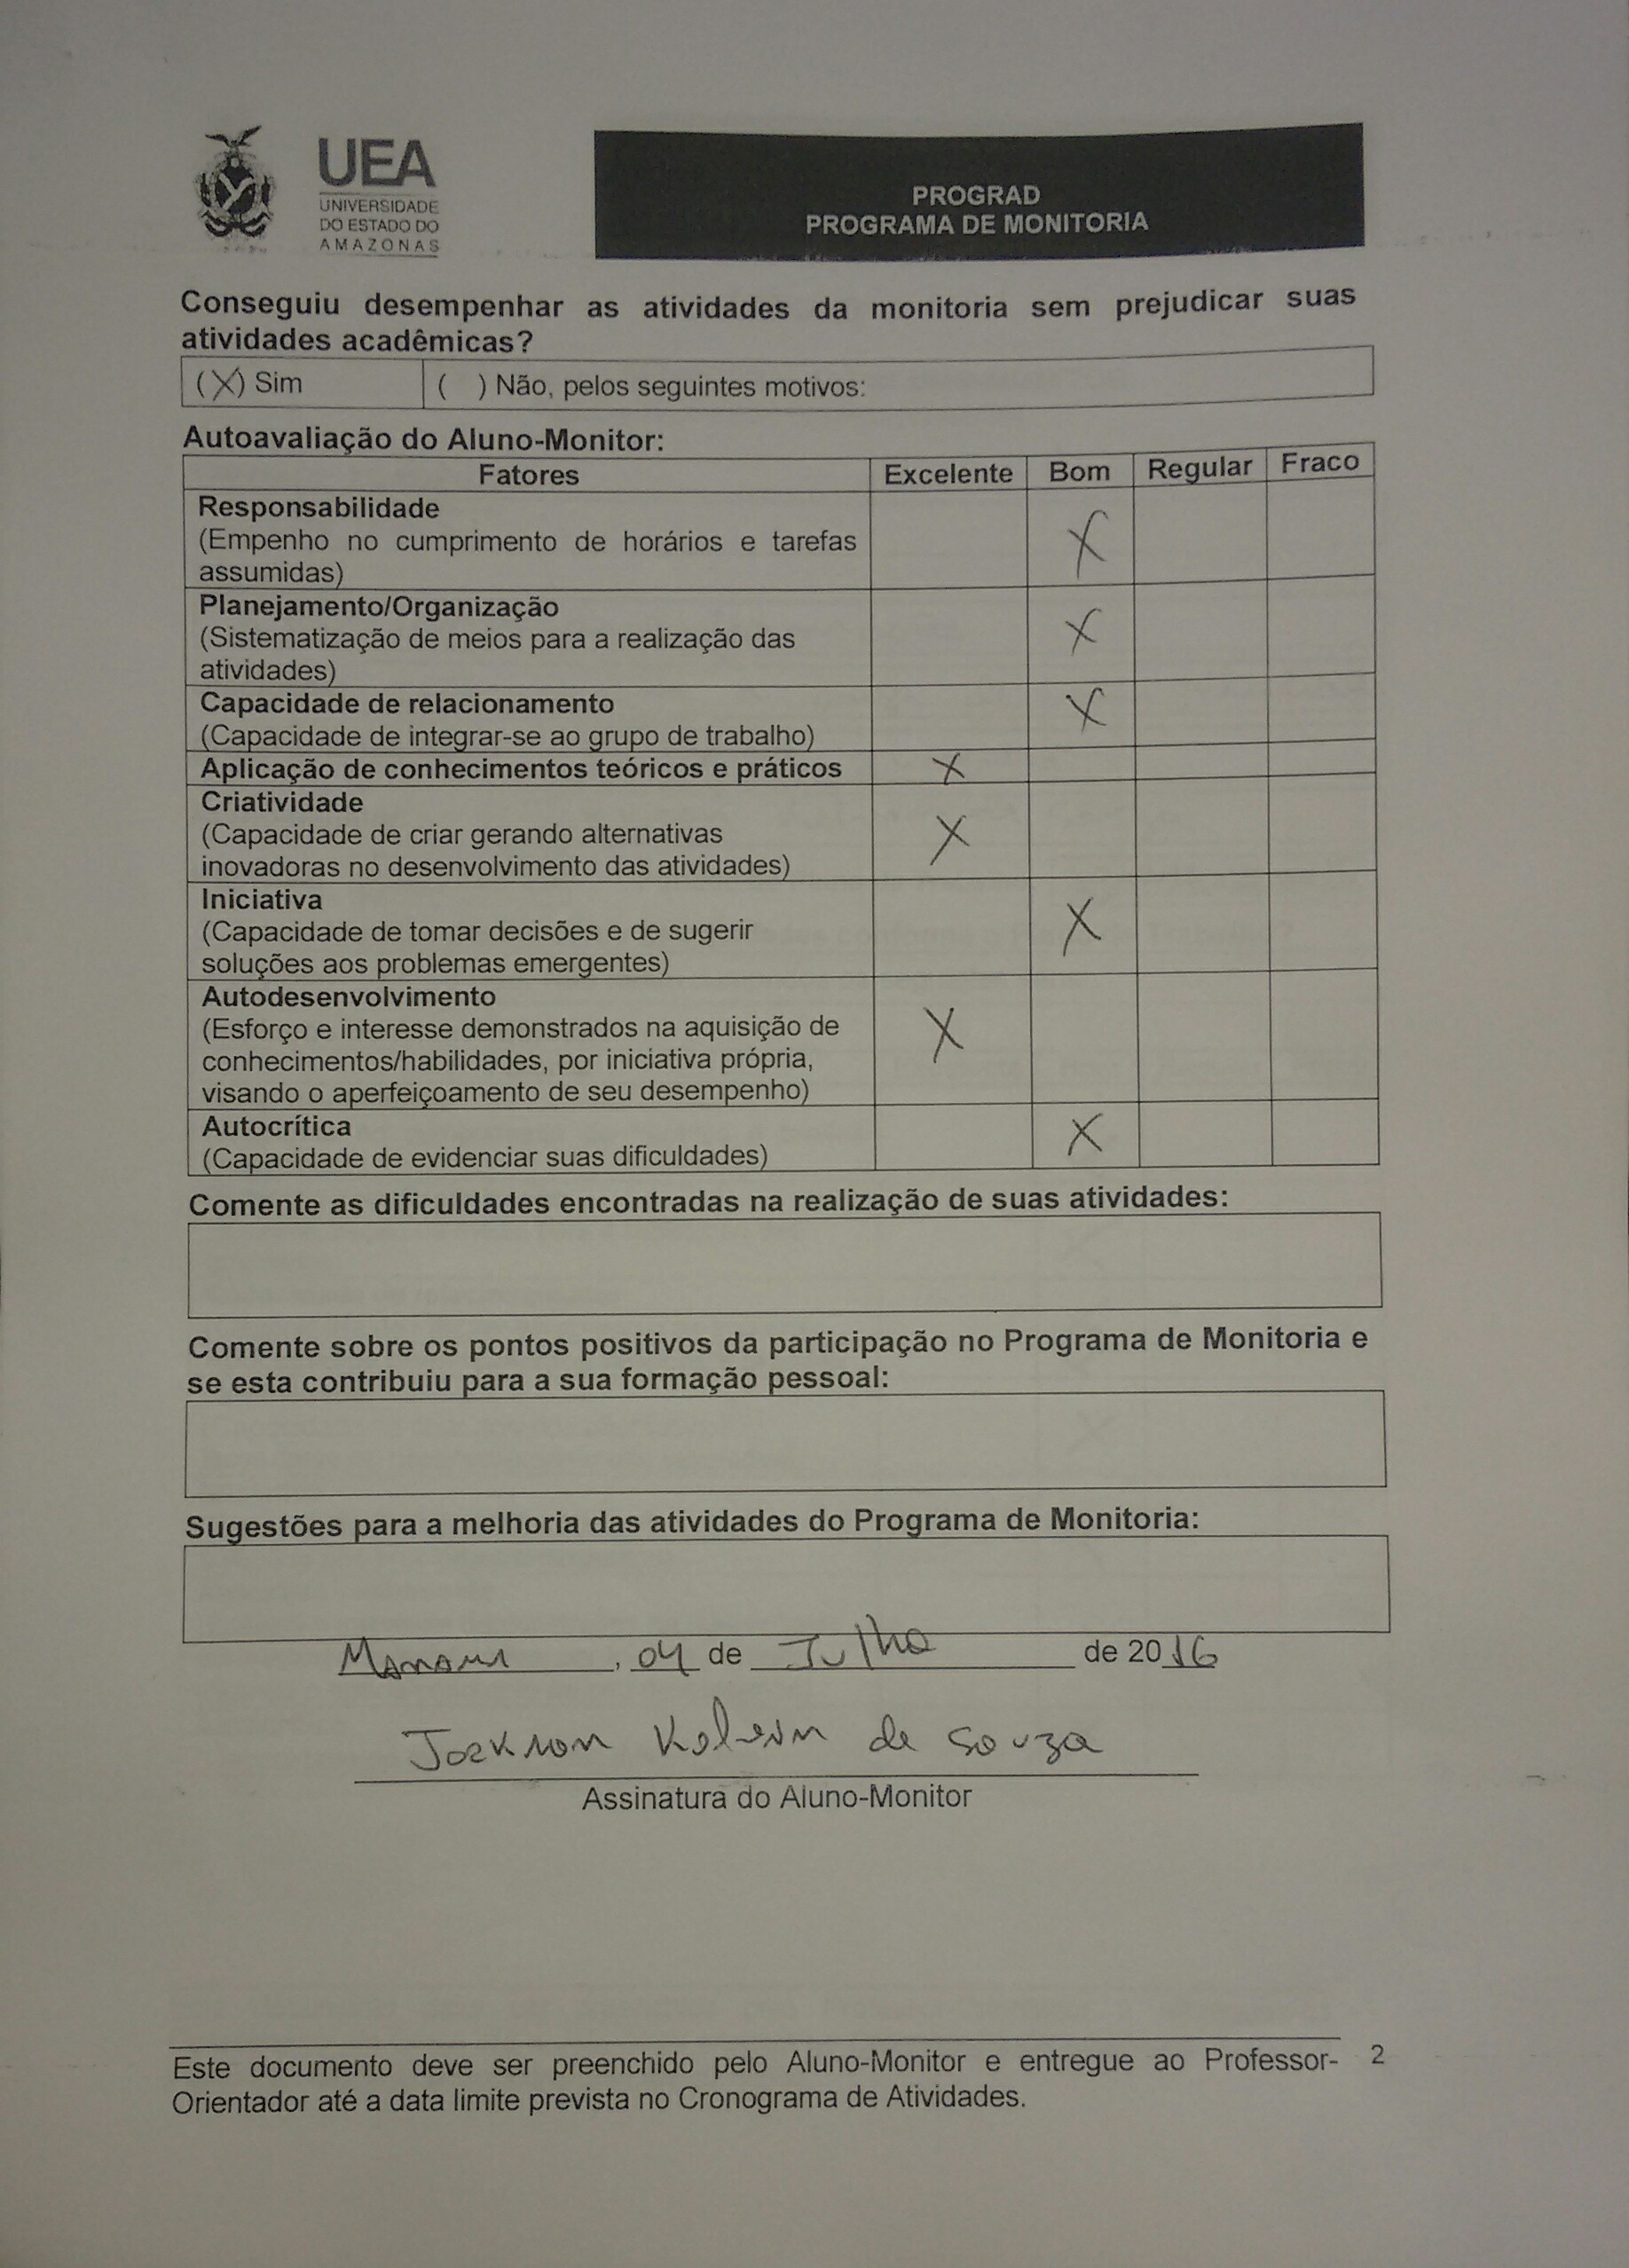 UEA
UNIVERSIDADE
DO ESTADO DO
AMAZONAS
PROGRAD
PROGRAMA DE MONITORIA
Conseguiu desempenhar as atividades da monitoria sem prejudicar suas
atividades acadêmicas?
(X) Sim ( ) Não, pelos seguintes motivos:
Autoavaliação do Aluno-Monitor:
Fatores Excelente Bom Regular Fraco
Responsabilidade
(Empenho no cumprimento de horários e tarefas X
assumidas)
Planejamento/Organização
(Sistematização de meios para a realização das X
atividades)
Capacidade de relacionamento X
(Capacidade de integrar-se ao grupo de trabalho)
Aplicação de conhecimentos teóricos e práticos X
Criatividade
(Capacidade de criar gerando alternativas X
inovadoras no desenvolvimento das atividades)
Iniciativa
(Capacidade de tomar decisões e de sugerir X
soluções aos problemas emergentes)
Autodesenvolvimento
(Esforço e interesse demonstrados na aquisição de X
conhecimentos/habilidades, por iniciativa própria,
visando o aperfeiçoamento de seu desempenho)
Autocrítica X
(Capacidade de evidenciar suas dificuldades)
Comente as dificuldades encontradas na realização de suas atividades:
Comente sobre os pontos positivos da participação no Programa de Monitoria e
se esta contribuiu para a sua formação pessoal:
Sugestões para a melhoria das atividades do Programa de Monitoria:
, 04 de Julho de 2016
de Souza
Assinatura do Aluno-Monitor
Este documento deve ser preenchido pelo Aluno-Monitor e entregue ao Professor- 2
Orientador até a data limite prevista no Cronograma de Atividades.